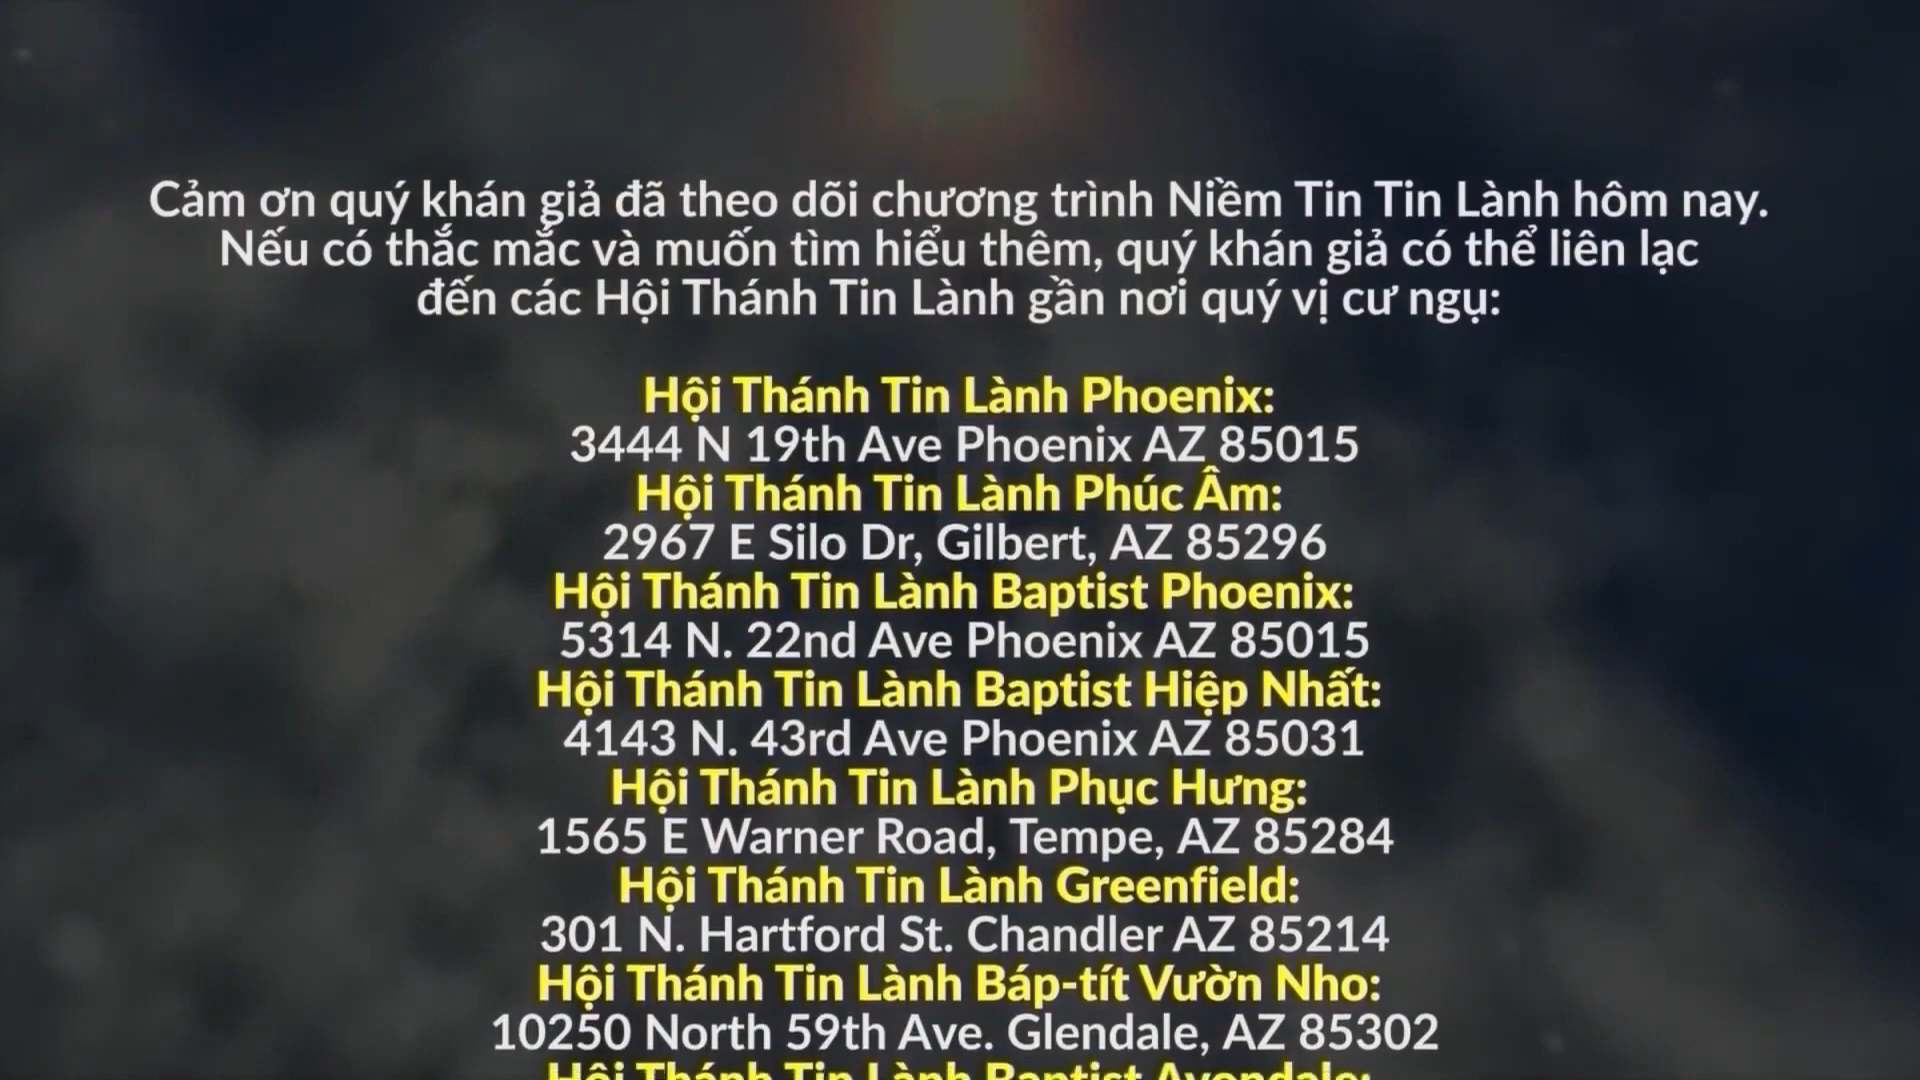 Cảm ơn quý khán giả đã theo dõi chương trình Niềm Tin Tin Lành hôm nay.
Nếu có thắc mắc và muốn tìm hiểu thêm, quý khán giả có thể liên lạc
đến các Hội Thánh Tin Lành gần nơi quý vị cư ngụ:
Hội Thánh Tin Lành Phoenix:
3444 N 19th Ave Phoenix AZ 85015
Hội Thánh Tin Lành Phúc Âm:
2967 E Silo Dr, Gilbert, AZ 85296
Hội Thánh Tin Lành Baptist Phoenix:
5314 N. 22nd Ave Phoenix AZ 85015
Hội Thánh Tin Lành Baptist Hiệp Nhất:
4143 N. 43rd Ave Phoenix AZ 85031
Hội Thánh Tin Lành Phục Hưng:
1565 E Warner Road, Tempe, AZ 85284
Hội Thánh Tin Lành Greenfield:
301 N. Hartford St. Chandler AZ 85214
Hội Thánh Tin Lành Báp-tít Vườn Nho:
10250 North 59th Ave. Glendale, AZ 85302
Hội Thánh Tin Lành Baptist Avondale: